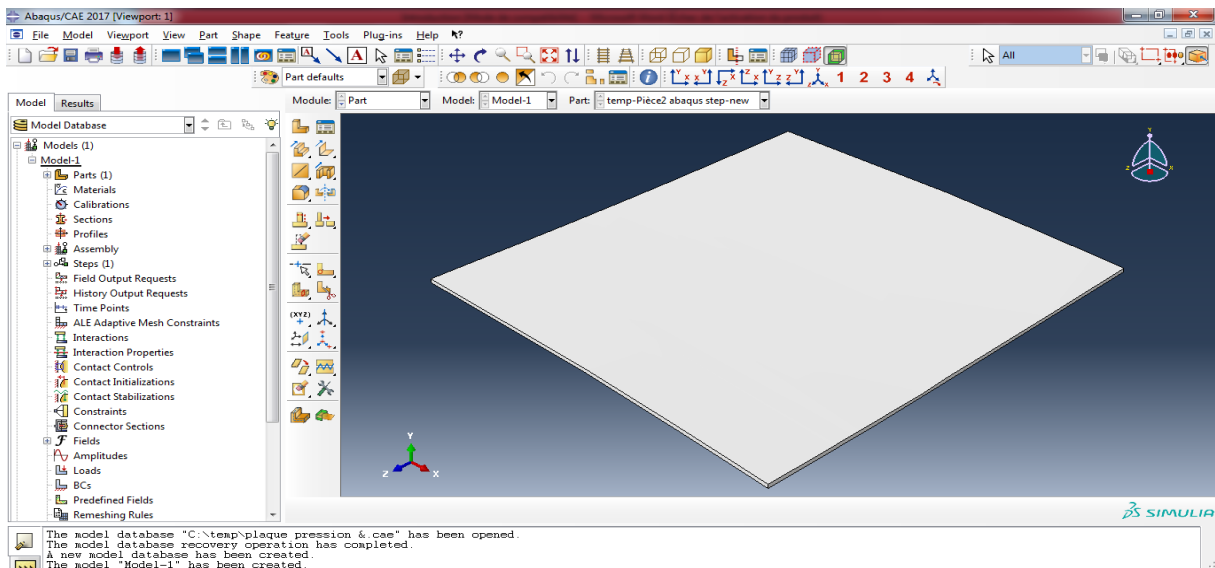 Abaqus/CAE 2017 [Viewport: 1]
File Model Viewport View Part Shape Feature Tools Plug-ins Help
A All
Part defaults 1 2 3 4
Model Results Module: Part Model: Model-1 Part: temp-Pièce2 abaqus step-new
Model Database
Models (1)
Model-1
Parts (1)
Materials
Calibrations
Sections
Profiles
Assembly
Steps (1)
Field Output Requests
History Output Requests
Time Points
ALE Adaptive Mesh Constraints
Interactions
Interaction Properties
Contact Controls
Contact Initializations
Contact Stabilizations
Constraints
Connector Sections
Fields
Amplitudes
Loads
BCs
Predefined Fields
Remeshing Rules
(XYZ)
Y
Z X
Y
Z X
SIMULIA
The model database "C:\temp\plaque pression &.cae" has been opened.
The model database recovery operation has completed.
A new model database has been created.
The model "Model-1" has been created.